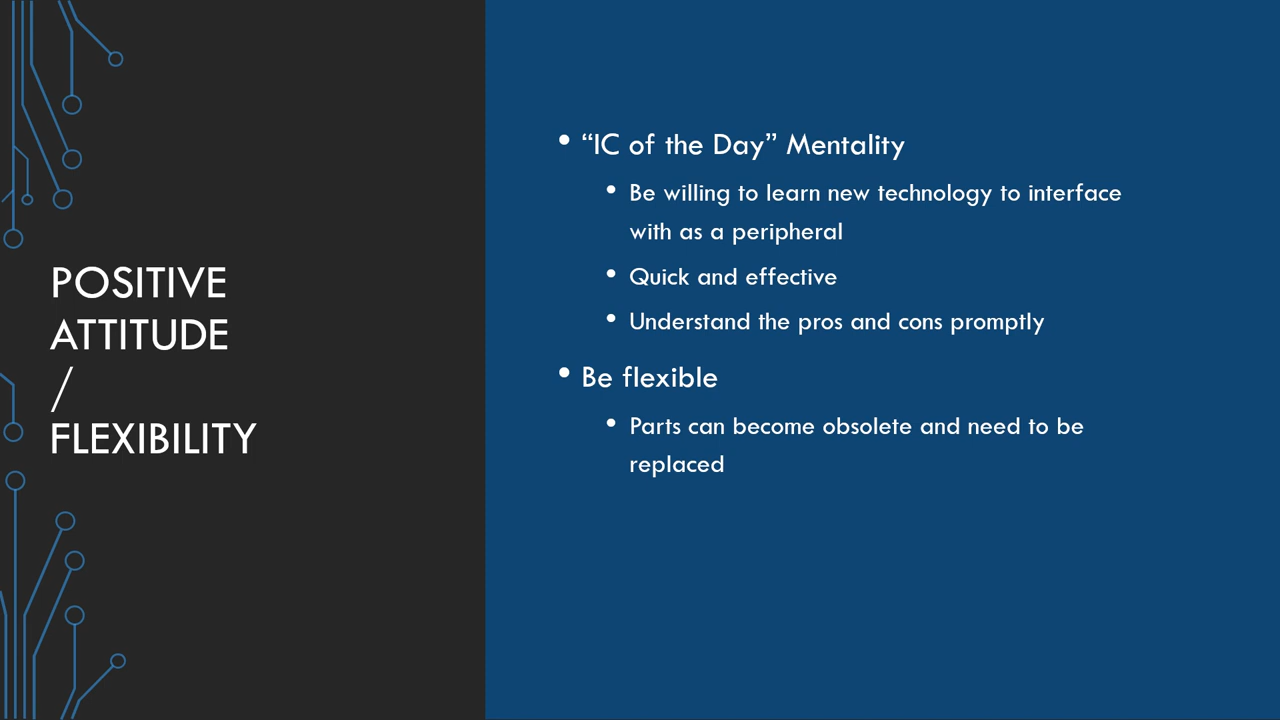 POSITIVE
ATTITUDE
/
FLEXIBILITY
• “IC of the Day” Mentality
• Be willing to learn new technology to interface
with as a peripheral
• Quick and effective
• Understand the pros and cons promptly
• Be flexible
• Parts can become obsolete and need to be
replaced